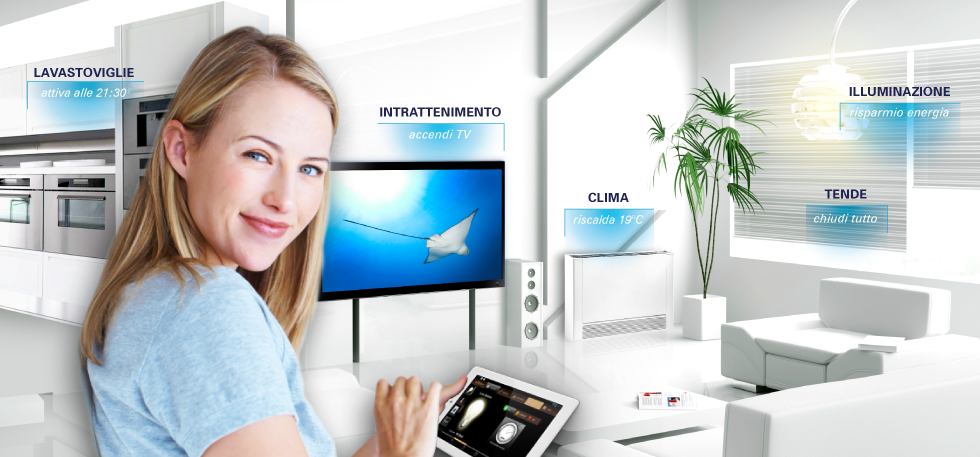 LAVASTOVIGLIE
attiva alle 21:30
INTRATTENIMENTO
accendi TV
CLIMA
riscalda 19°C
ILLUMINAZIONE
risparmio energia
TENDE
chiudi tutto